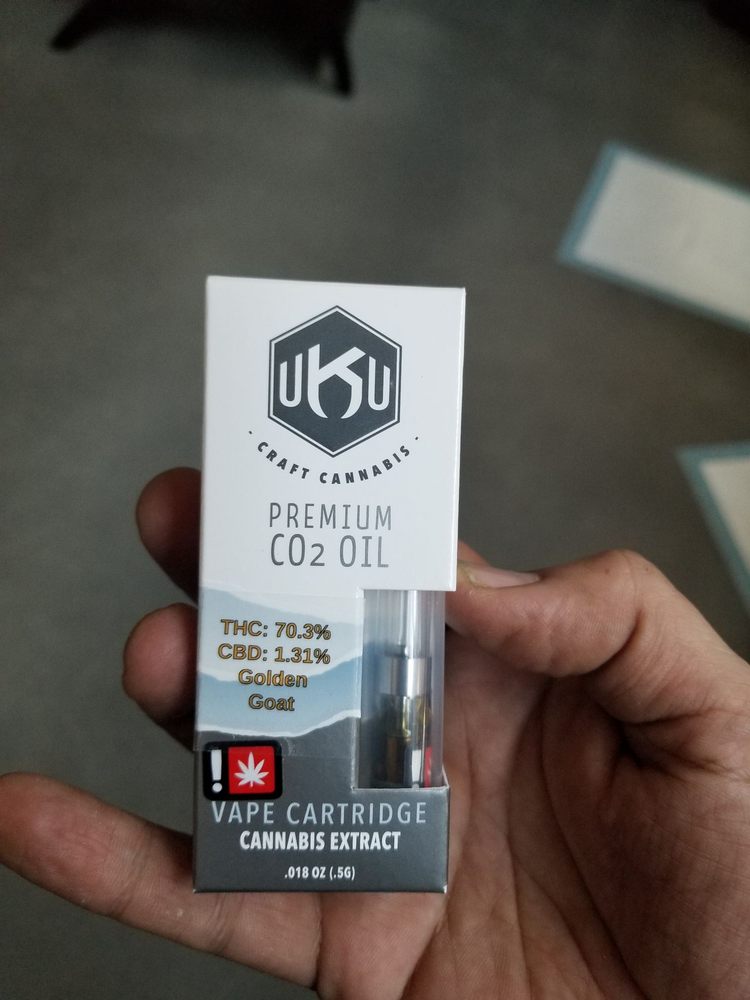 UKU
- CRAFT CANNABIS -
PREMIUM
CO2 OIL
THC: 70.3%
CBD: 1.31%
Golden
Goat
!
VAPE CARTRIDGE
CANNABIS EXTRACT
.018 OZ (.5G)